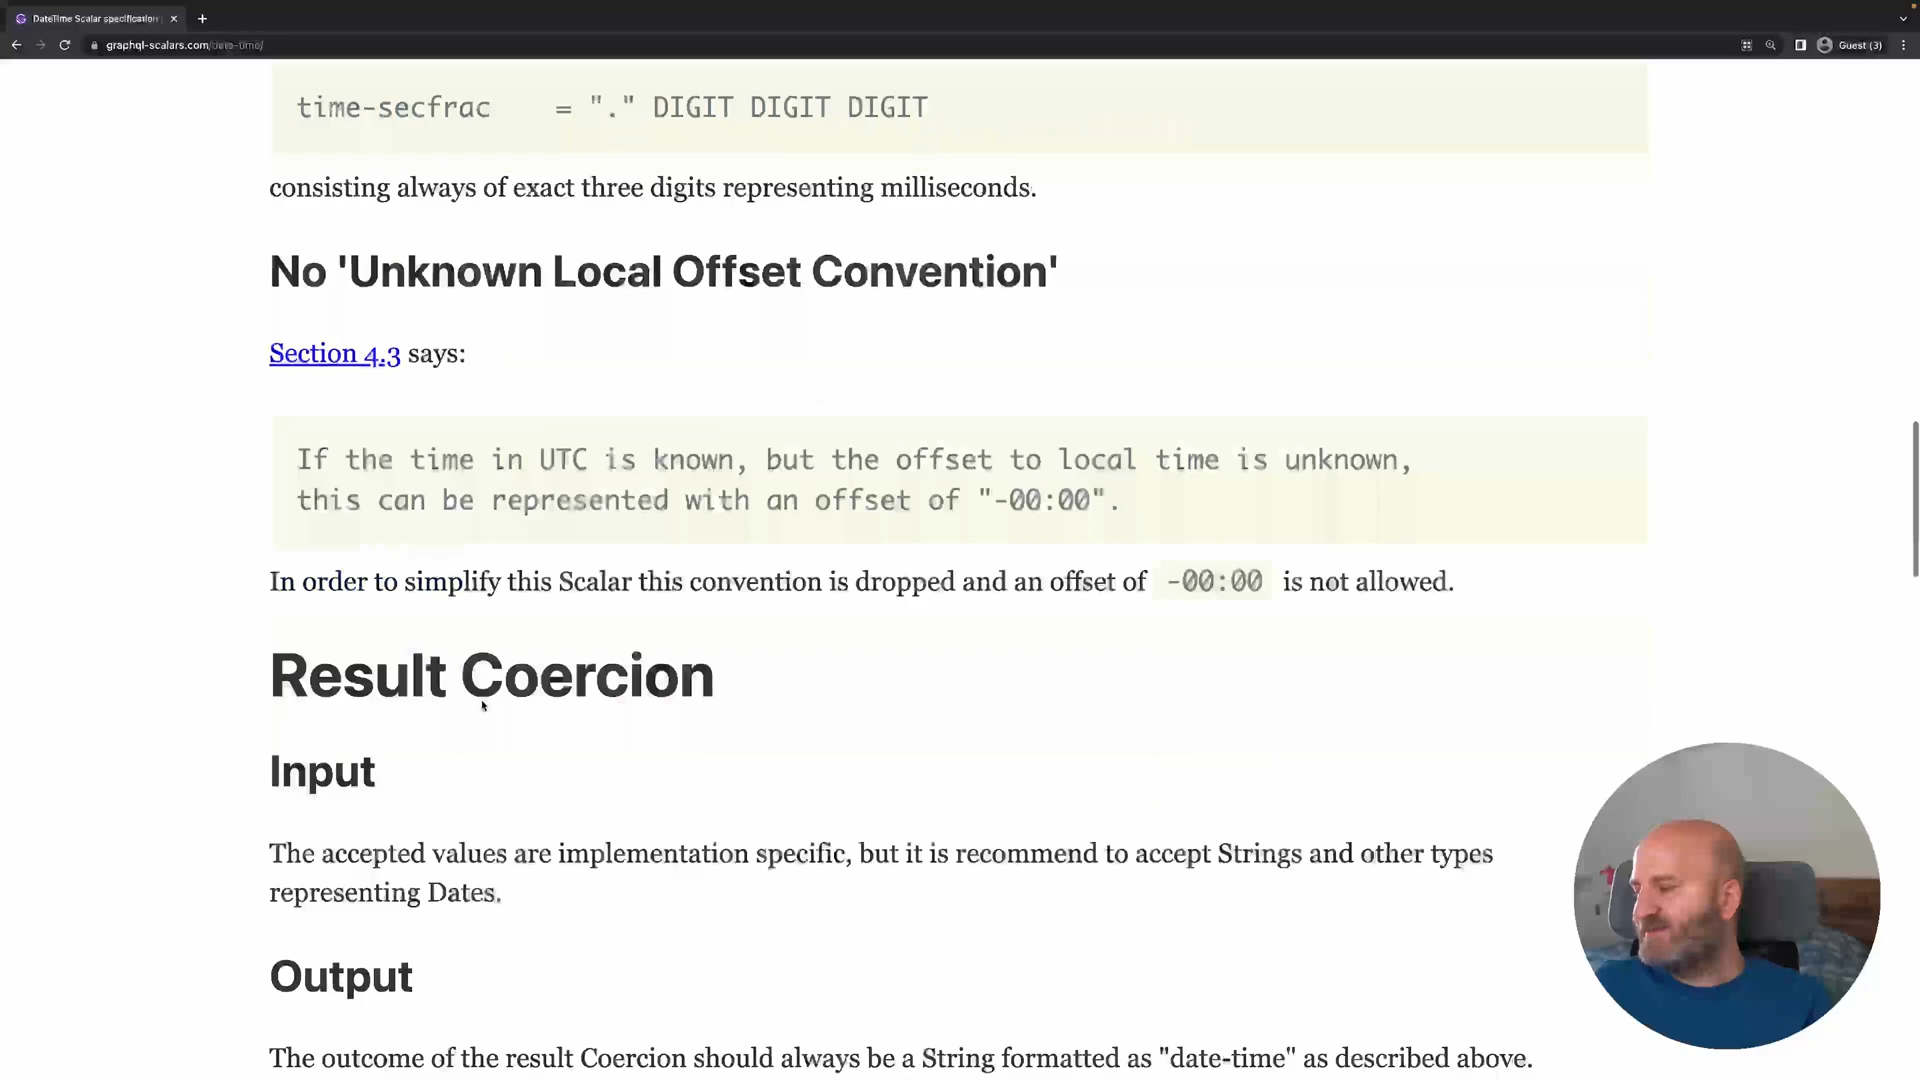 DateTime Scalar specification
graphql-scalars.com/date-time/
Guest (3)
time-secfrac = "." DIGIT DIGIT DIGIT
consisting always of exact three digits representing milliseconds.
No 'Unknown Local Offset Convention'
Section 4.3 says:
If the time in UTC is known, but the offset to local time is unknown,
this can be represented with an offset of "-00:00".
In order to simplify this Scalar this convention is dropped and an offset of -00:00 is not allowed.
Result Coercion
Input
The accepted values are implementation specific, but it is recommend to accept Strings and other types
representing Dates.
Output
The outcome of the result Coercion should always be a String formatted as "date-time" as described above.